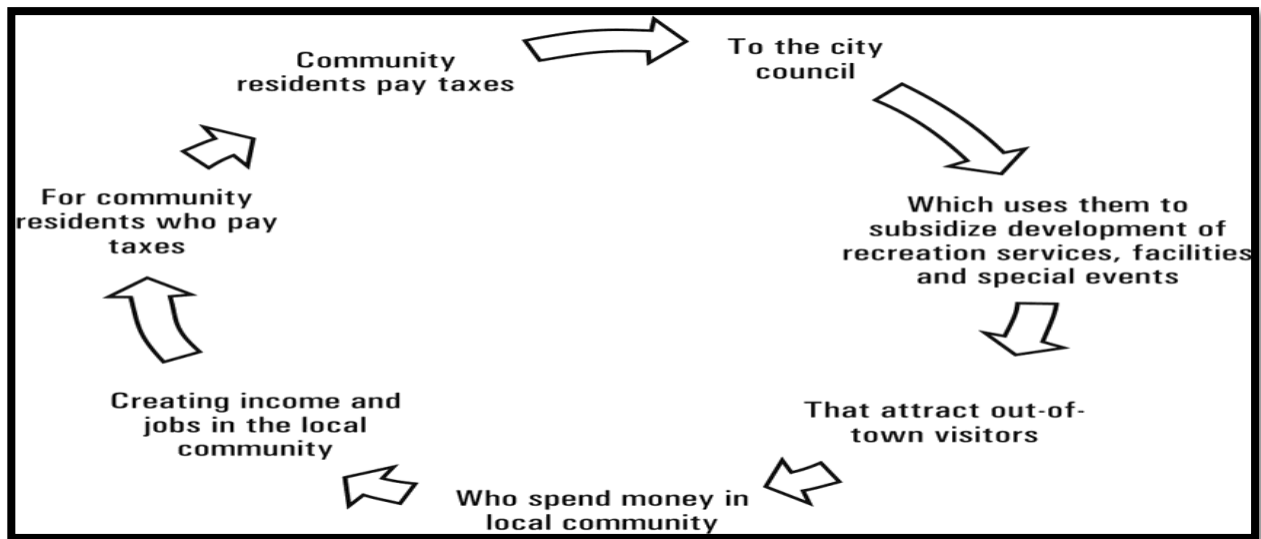 Community
residents pay taxes
To the city
council
Which uses them to
subsidize development of
recreation services, facilities
and special events
That attract out-of-
town visitors
Who spend money in
local community
Creating income and
jobs in the local
community
For community
residents who pay
taxes